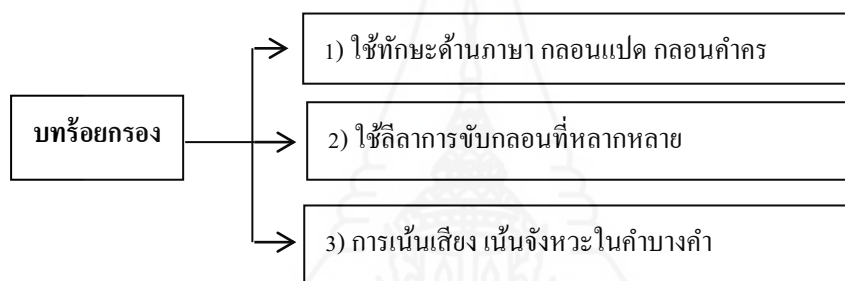 1) ใช้ทักษะด้านภาษา กลอนแปด กลอนคำคร
บทร้อยกรอง
2) ใช้ลีลาการขับกลอนที่หลากหลาย
3) การเน้นเสียง เน้นจังหวะในคำบางคำ